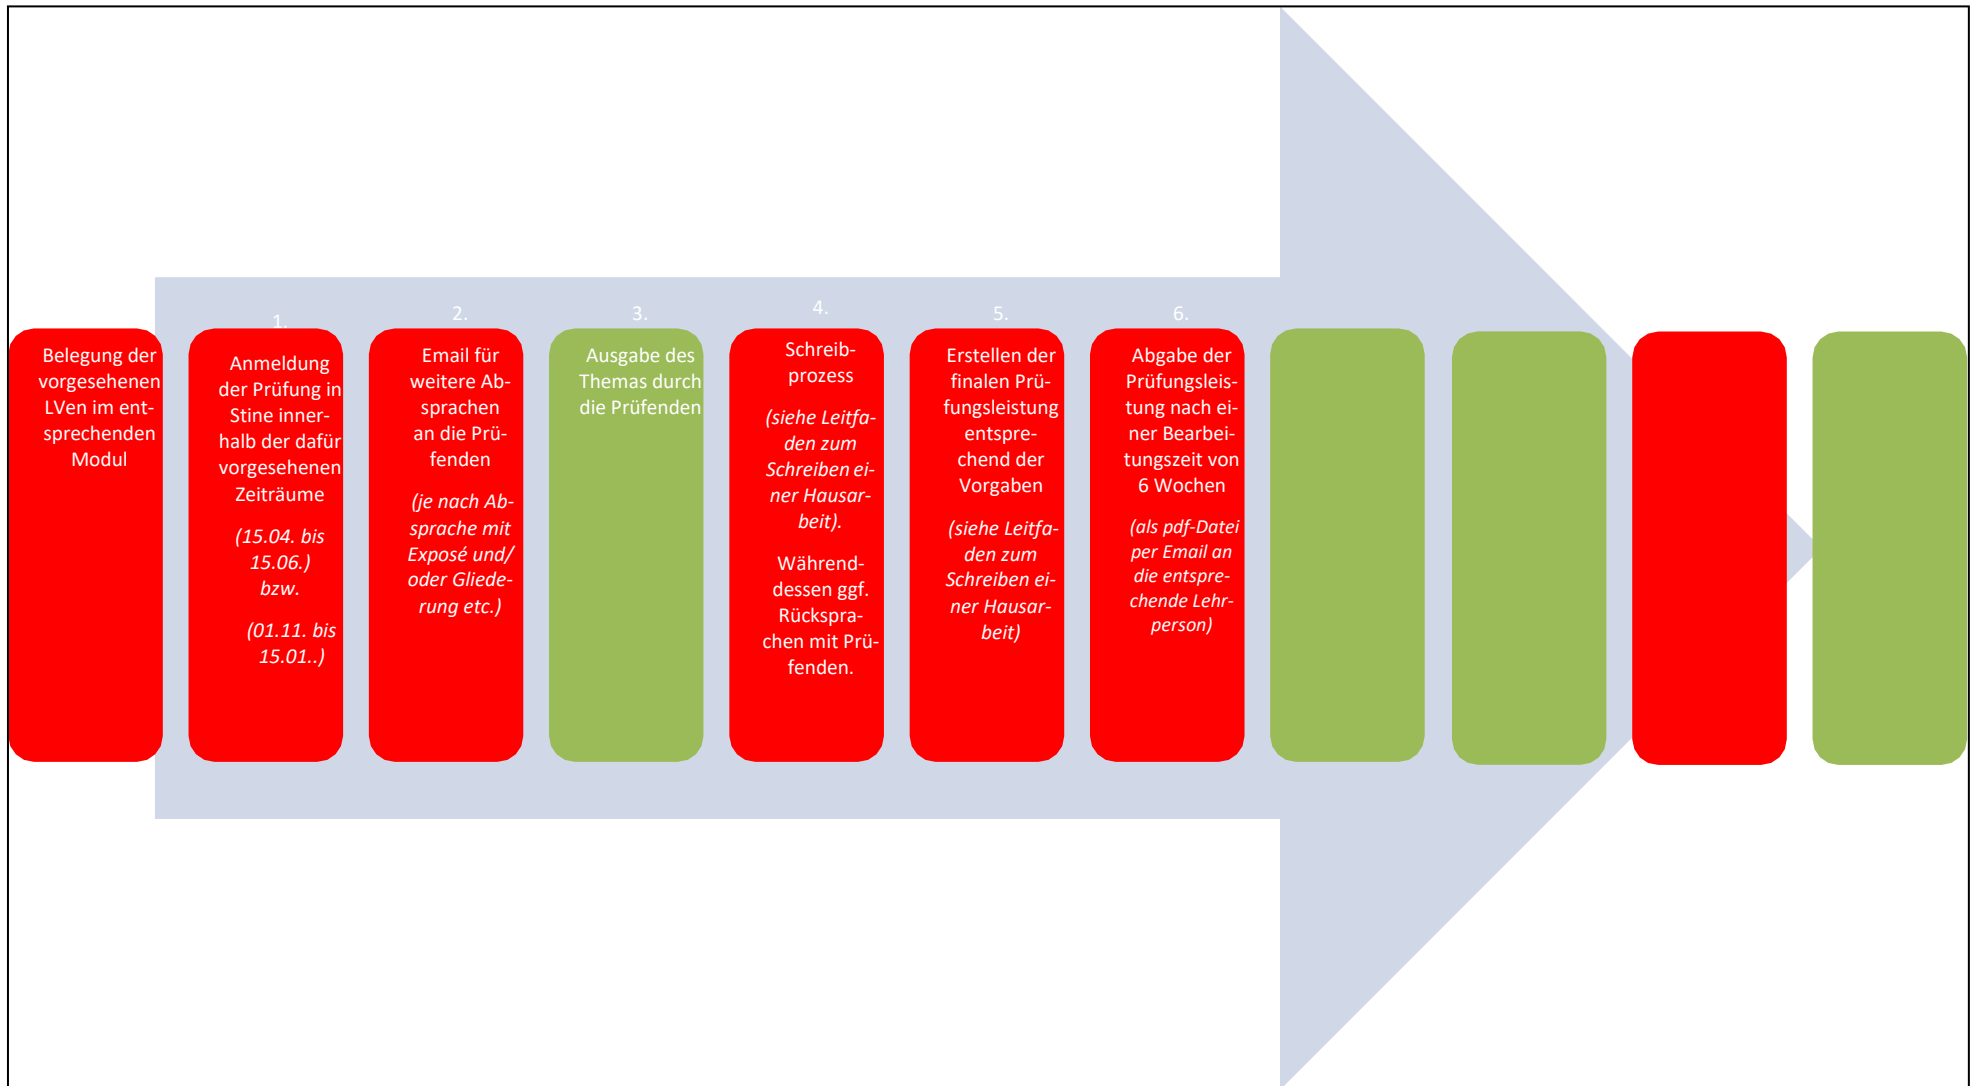 Belegung der
vorgesehenen
LVen im ent-
sprechenden
Modul
1.
Anmeldung
der Prüfung in
Stine inner-
halb der dafür
vorgesehenen
Zeiträume
(15.04. bis
15.06.)
bzw.
(01.11. bis
15.01..)
2.
Email für
weitere Ab-
sprachen
an die Prü-
fenden
(je nach Ab-
sprache mit
Exposé und/
oder Gliede-
rung etc.)
3.
Ausgabe des
Themas durch
die Prüfenden
4.
Schreib-
prozess
(siehe Leitfa-
den zum
Schreiben ei-
ner Hausar-
beit).
Während-
dessen ggf.
Rückspra-
chen mit Prü-
fenden.
5.
Erstellen der
finalen Prü-
fungsleistung
entspre-
chend der
Vorgaben
(siehe Leitfa-
den zum
Schreiben ei-
ner Hausar-
beit)
6.
Abgabe der
Prüfungsleis-
tung nach ei-
ner Bearbei-
tungszeit von
6 Wochen
(als pdf-Datei
per Email an
die entspre-
chende Lehr-
person)